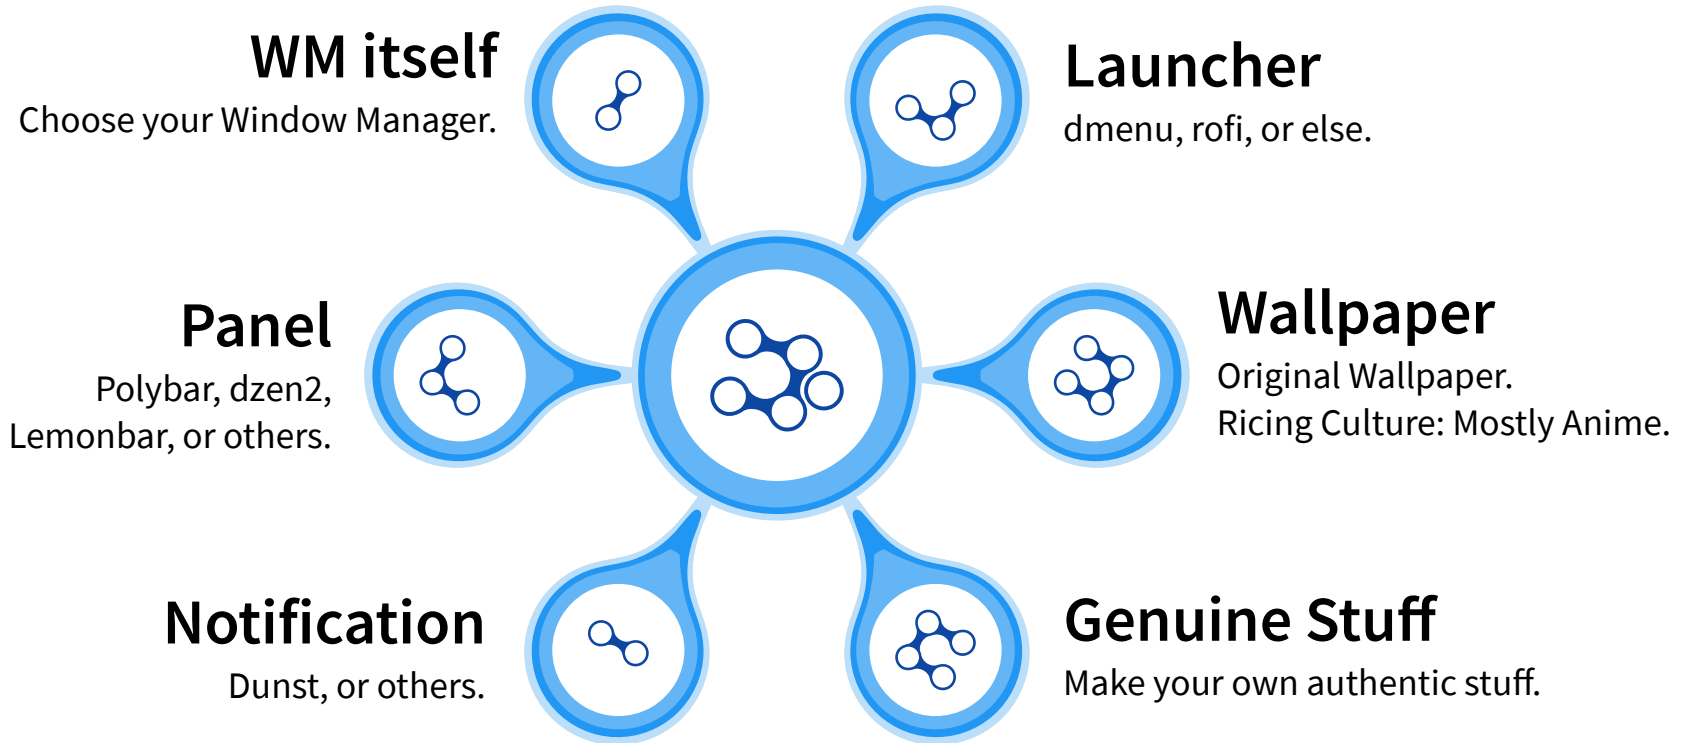 WM itself
Choose your Window Manager.
Launcher
dmenu, rofi, or else.
Panel
Polybar, dzen2,
Lemonbar, or others.
Wallpaper
Original Wallpaper.
Ricing Culture: Mostly Anime.
Notification
Dunst, or others.
Genuine Stuff
Make your own authentic stuff.